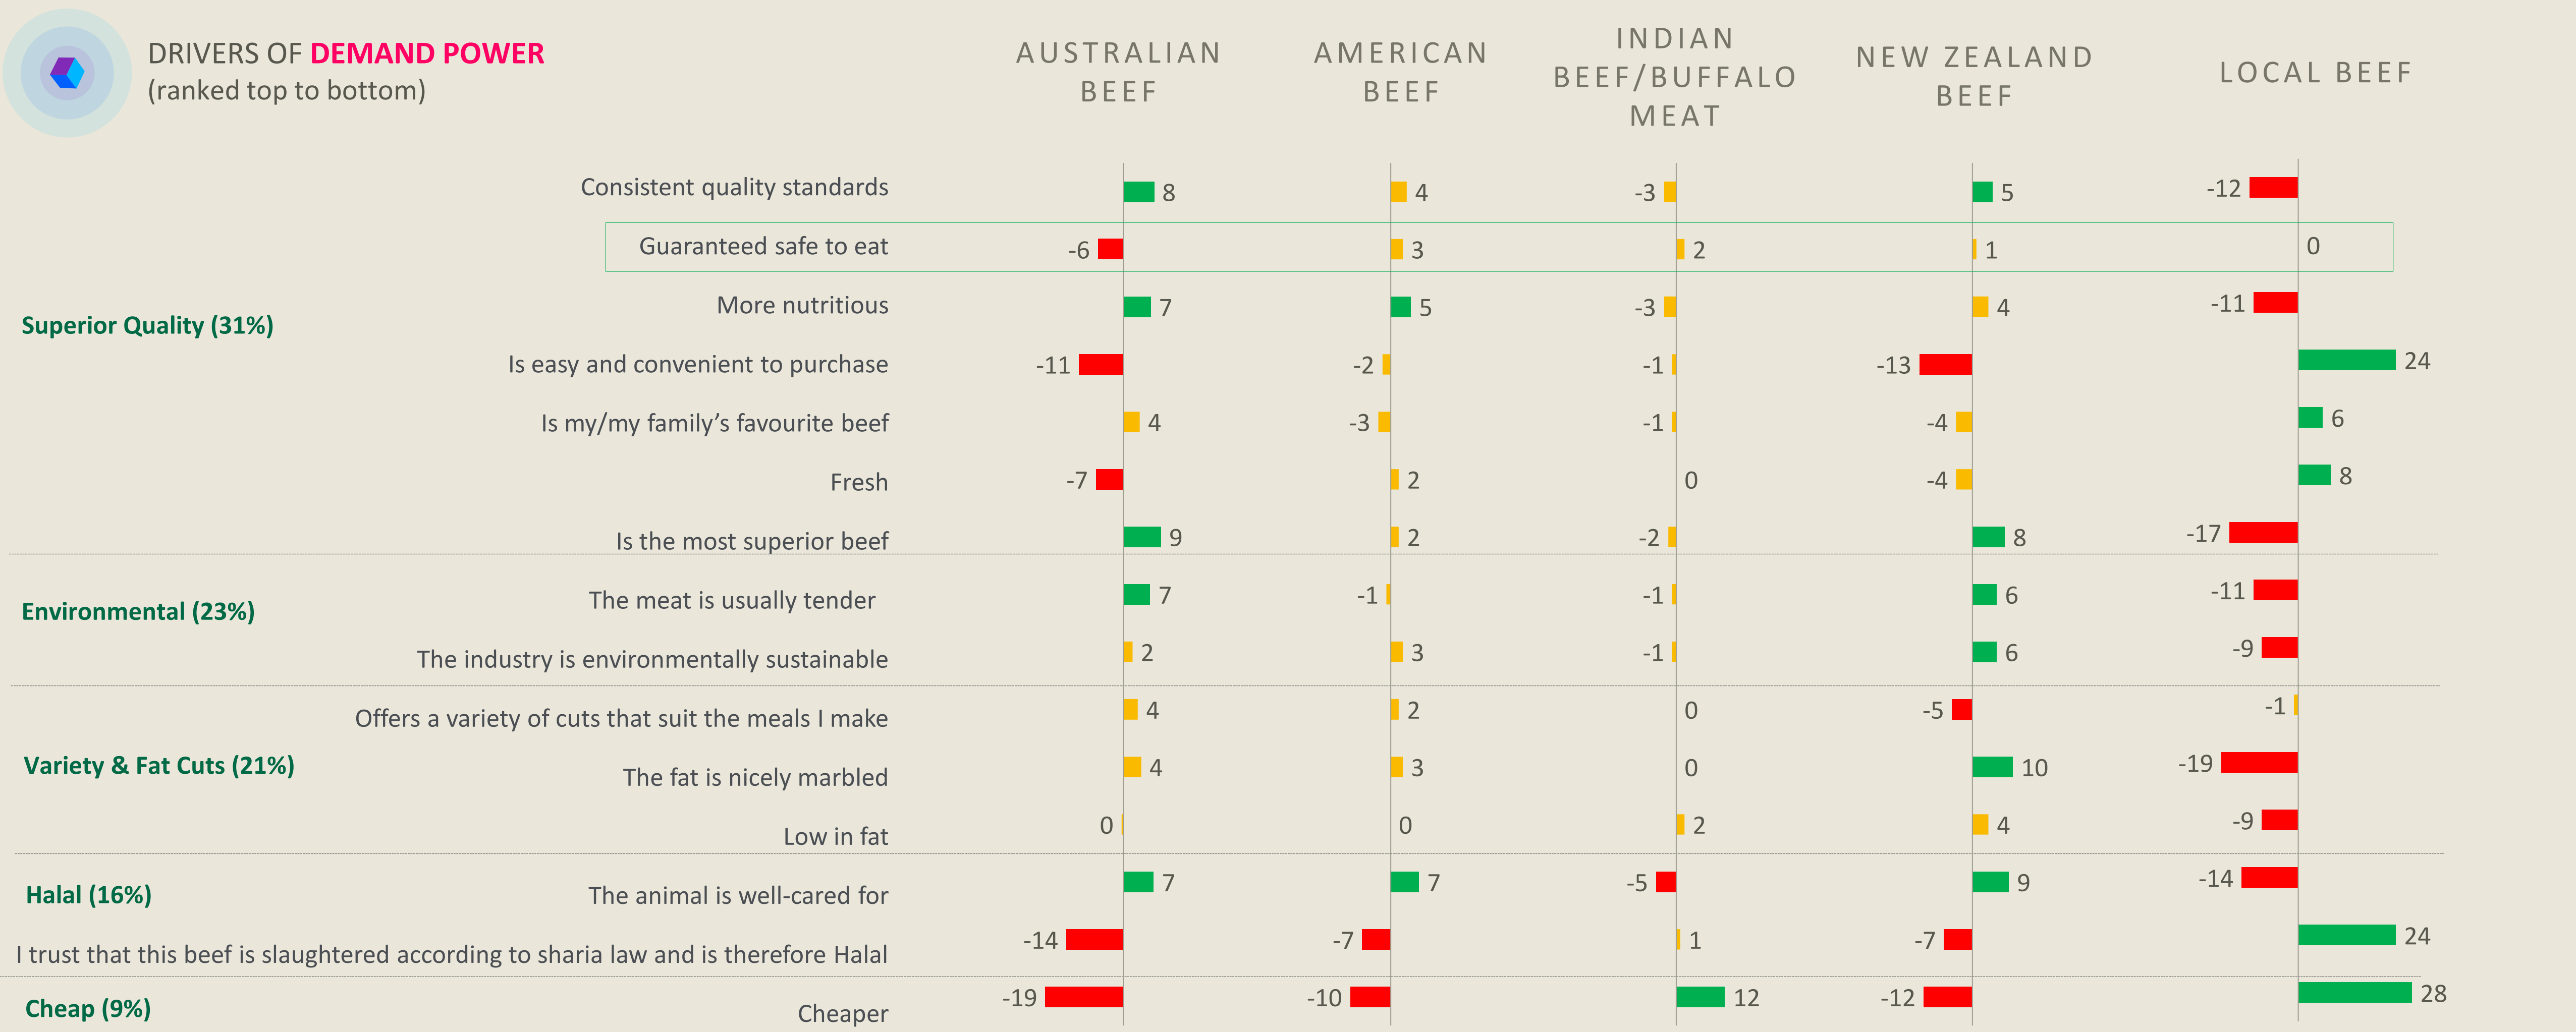 DRIVERS OF DEMAND POWER
(ranked top to bottom)
AUSTRALIAN
BEEF
AMERICAN
BEEF
INDIAN
BEEF/BUFFALO
MEAT
NEW ZEALAND
BEEF
LOCAL BEEF
Superior Quality (31%)
Consistent quality standards 8 4 -3 5 -12
Guaranteed safe to eat -6 3 2 1 0
More nutritious 7 5 -3 4 -11
Is easy and convenient to purchase -11 -2 -1 -13 24
Is my/my family’s favourite beef 4 -3 -1 -4 6
Fresh -7 2 0 -4 8
Is the most superior beef 9 2 -2 8 -17
Environmental (23%)
The meat is usually tender 7 -1 -1 6 -11
The industry is environmentally sustainable 2 3 -1 6 -9
Variety & Fat Cuts (21%)
Offers a variety of cuts that suit the meals I make 4 2 0 -5 -1
The fat is nicely marbled 4 3 0 10 -19
Low in fat 0 0 2 4 -9
Halal (16%)
The animal is well-cared for 7 7 -5 9 -14
I trust that this beef is slaughtered according to sharia law and is therefore Halal -14 -7 1 -7 24
Cheap (9%)
Cheaper -19 -10 12 -12 28